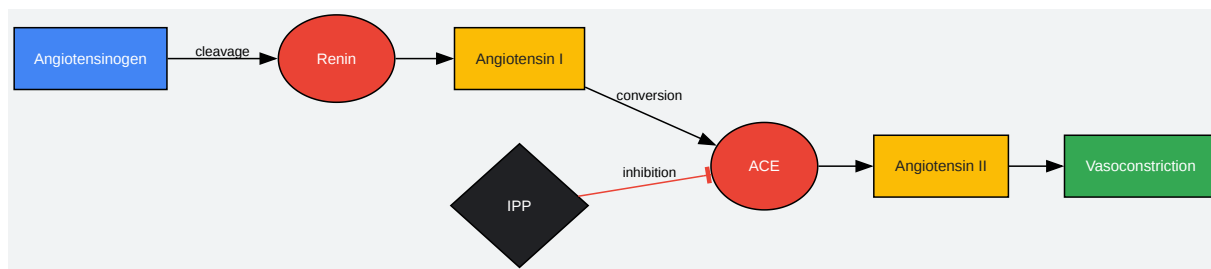 Angiotensinogen
cleavage
Renin
Angiotensin I
conversion
ACE
Angiotensin II
Vasoconstriction
inhibition
IPP